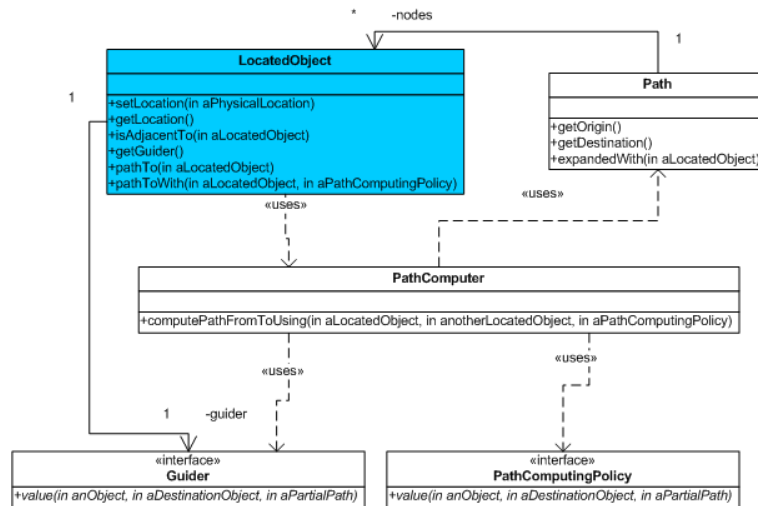 * -nodes
1
LocatedObject
+setLocation(in aPhysicalLocation)
+getLocation()
+isAdjacentTo(in aLocatedObject)
+getGuider()
+pathTo(in aLocatedObject)
+pathToWith(in aLocatedObject, in aPathComputingPolicy)
Path
+getOrigin()
+getDestination()
+expandedWith(in aLocatedObject)
1
«uses»
«uses»
PathComputer
+computePathFromToUsing(in aLocatedObject, in anotherLocatedObject, in aPathComputingPolicy)
«uses»
«uses»
1 -guider
«interface»
Guider
+value(in anObject, in aDestinationObject, in aPartialPath)
«interface»
PathComputingPolicy
+value(in anObject, in aDestinationObject, in aPartialPath)